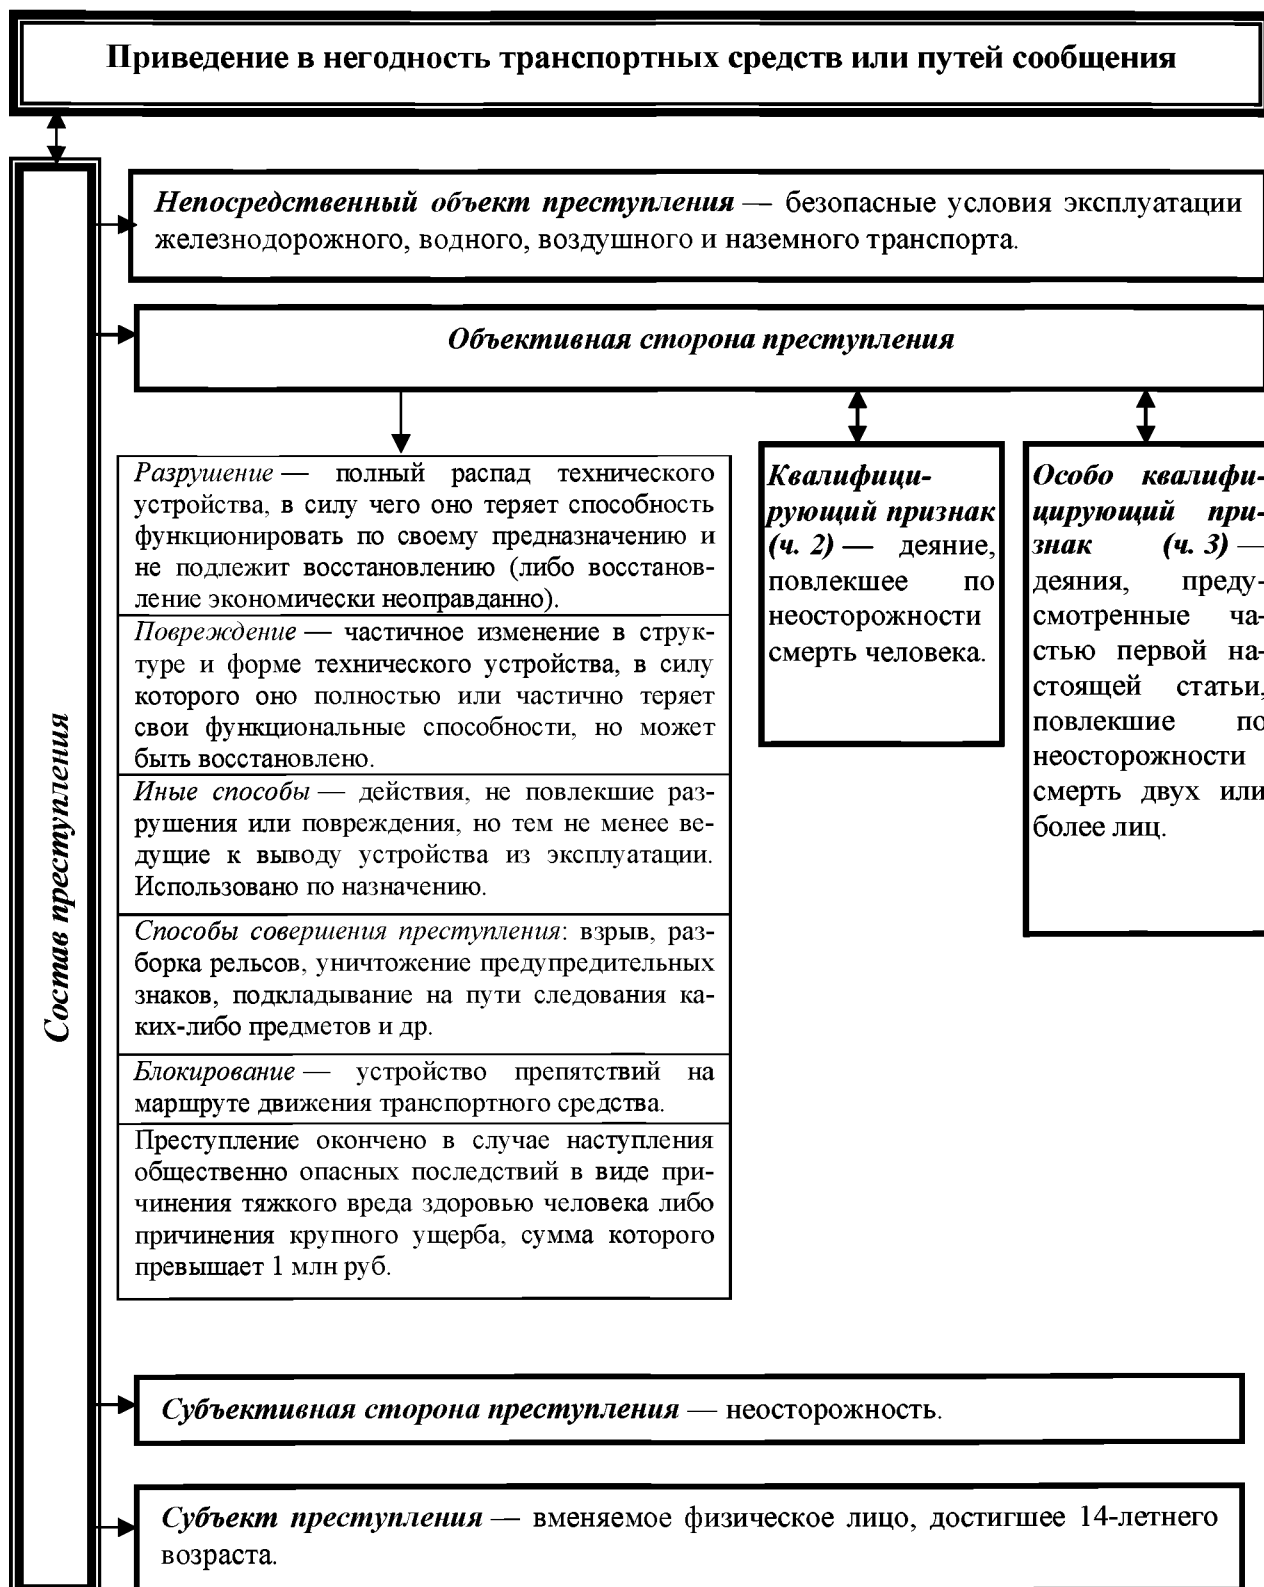 Приведение в негодность транспортных средств или путей сообщения
Состав преступления
Непосредственный объект преступления — безопасные условия эксплуатации
железнодорожного, водного, воздушного и наземного транспорта.
Объективная сторона преступления
Разрушение — полный распад технического
устройства, в силу чего оно теряет способность
функционировать по своему предназначению и
не подлежит восстановлению (либо восстанов-
ление экономически неоправданно).
Повреждение — частичное изменение в струк-
туре и форме технического устройства, в силу
которого оно полностью или частично теряет
свои функциональные способности, но может
быть восстановлено.
Иные способы — действия, не повлекшие раз-
рушения или повреждения, но тем не менее ве-
дущие к выводу устройства из эксплуатации.
Использовано по назначению.
Способы совершения преступления: взрыв, раз-
борка рельсов, уничтожение предупредительных
знаков, подкладывание на пути следования ка-
ких-либо предметов и др.
Блокирование — устройство препятствий на
маршруте движения транспортного средства.
Преступление окончено в случае наступления
общественно опасных последствий в виде при-
чинения тяжкого вреда здоровью человека либо
причинения крупного ущерба, сумма которого
превышает 1 млн руб.
Квалифици-
рующий признак
(ч. 2) — деяние,
повлекшее по
неосторожности
смерть человека.
Особо квалифи-
цирующий при-
знак (ч. 3) —
деяния, преду-
смотренные ча-
стью первой на-
стоящей статьи,
повлекшие по
неосторожности
смерть двух или
более лиц.
Субъективная сторона преступления — неосторожность.
Субъект преступления — вменяемое физическое лицо, достигшее 14-летнего
возраста.